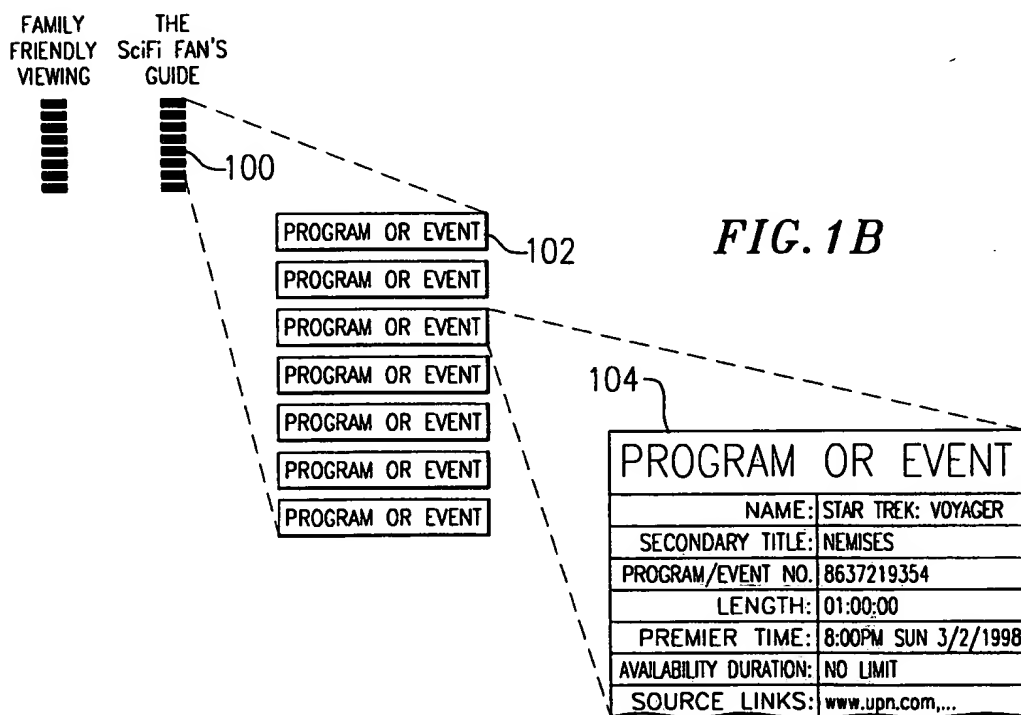 FAMILY
FRIENDLY
VIEWING
THE
SciFi FAN'S
GUIDE
100
PROGRAM OR EVENT
102
FIG. 1B
PROGRAM OR EVENT
PROGRAM OR EVENT
PROGRAM OR EVENT
PROGRAM OR EVENT
PROGRAM OR EVENT
PROGRAM OR EVENT
104
PROGRAM OR EVENT
NAME: STAR TREK: VOYAGER
SECONDARY TITLE: NEMISES
PROGRAM/EVENT NO. 8637219354
LENGTH: 01:00:00
PREMIER TIME: 8:00PM SUN 3/2/1998
AVAILABILITY DURATION: NO LIMIT
SOURCE LINKS: www.upn.com,...